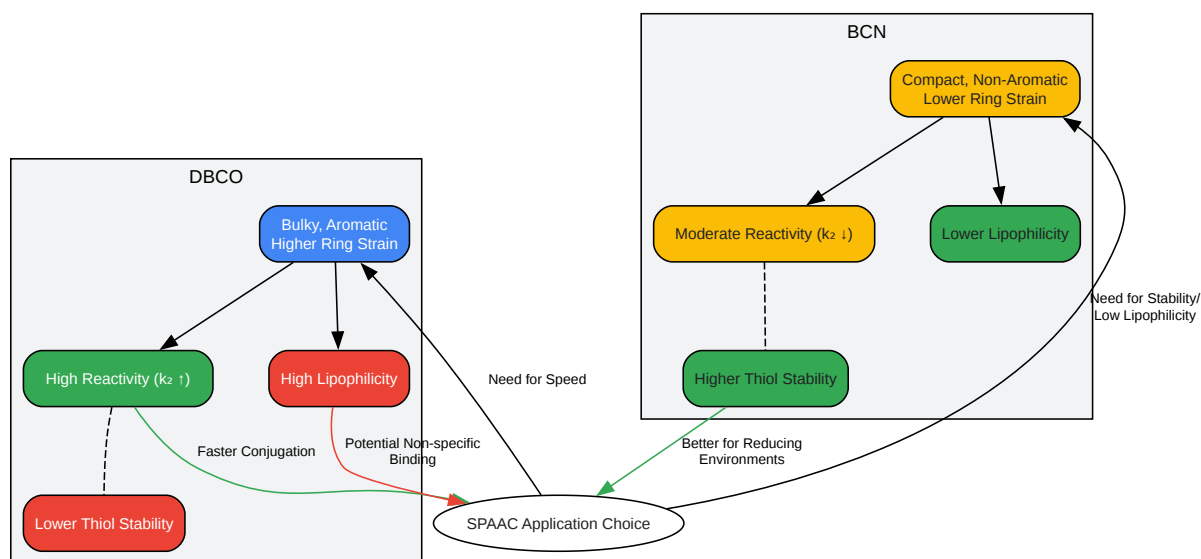 BCN
Compact, Non-Aromatic
Lower Ring Strain
DBCO
Bulky, Aromatic
Higher Ring Strain
Moderate Reactivity (k₂ ↓)
Lower Lipophilicity
Need for Stability/
Low Lipophilicity
High Reactivity (k₂ ↑)
High Lipophilicity
Need for Speed
Higher Thiol Stability
Faster Conjugation
Potential Non-specific
Binding
Better for Reducing
Environments
Lower Thiol Stability
SPAAC Application Choice